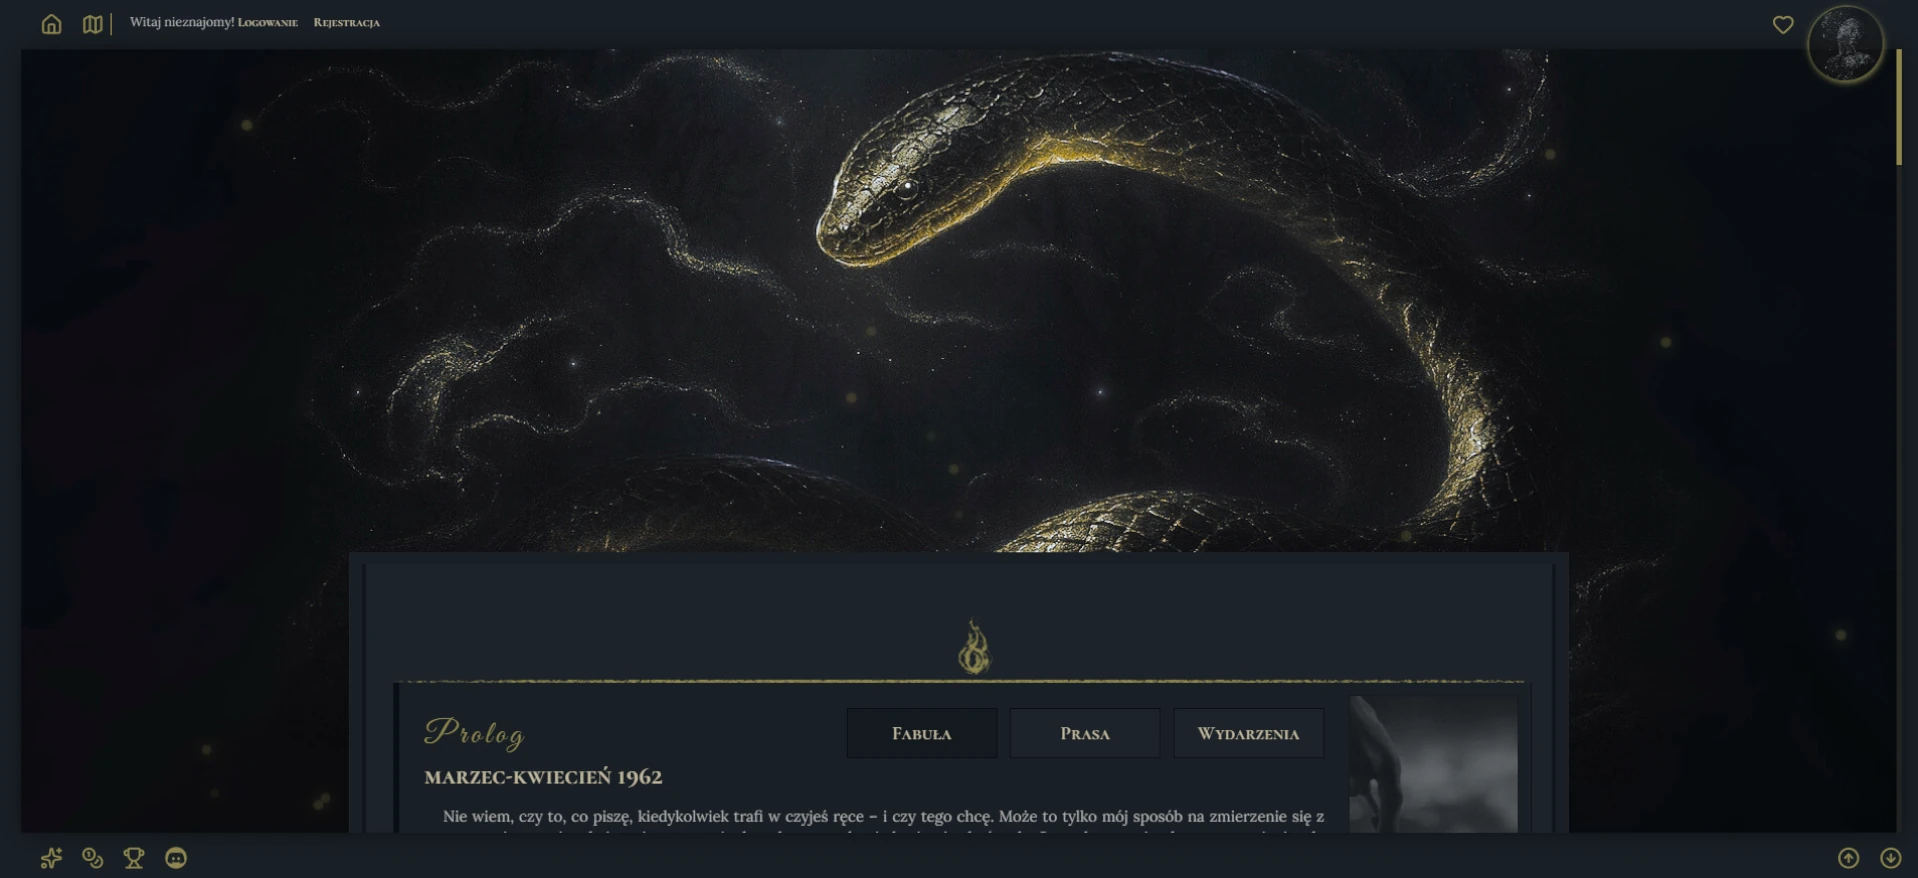 Witaj nieznajomy! Logowanie Rejestracja
Prolog
Fabuła
Prasa
Wydarzenia
MARZEC-KWIECIEŃ 1962
Nie wiem, czy to, co piszę, kiedykolwiek trafi w czyjeś ręce – i czy tego chcę. Może to tylko mój sposób na zmierzenie się z